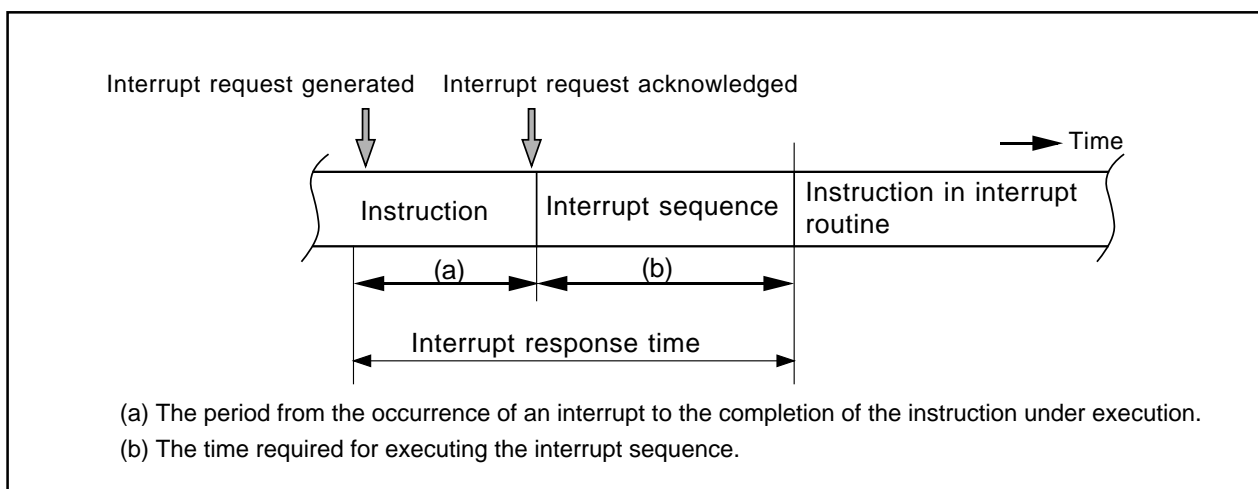 Interrupt request generated
Interrupt request acknowledged
Time
Instruction
Interrupt sequence
Instruction in interrupt
routine
(a)
(b)
Interrupt response time
(a) The period from the occurrence of an interrupt to the completion of the instruction under execution.
(b) The time required for executing the interrupt sequence.